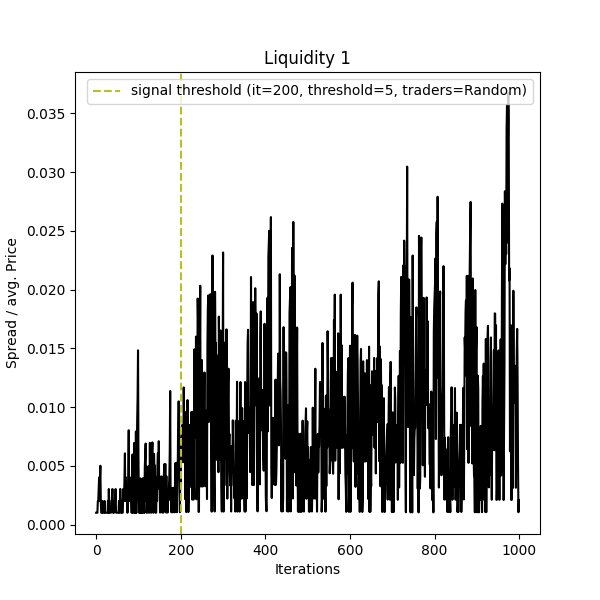 Liquidity 1
signal threshold (it=200, threshold=5, traders=Random)
Spread / avg. Price
0.035
0.030
0.025
0.020
0.015
0.010
0.005
0.000
0 200 400 600 800 1000
Iterations